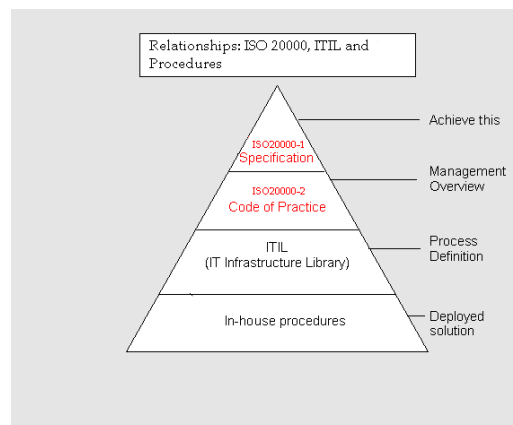 Relationships: ISO 20000, ITIL and
Procedures
Achieve this
ISO20000-1
Specification
Management
Overview
ISO20000-2
Code of Practice
Process
Definition
ITIL
(IT Infrastructure Library)
Deployed
solution
In-house procedures